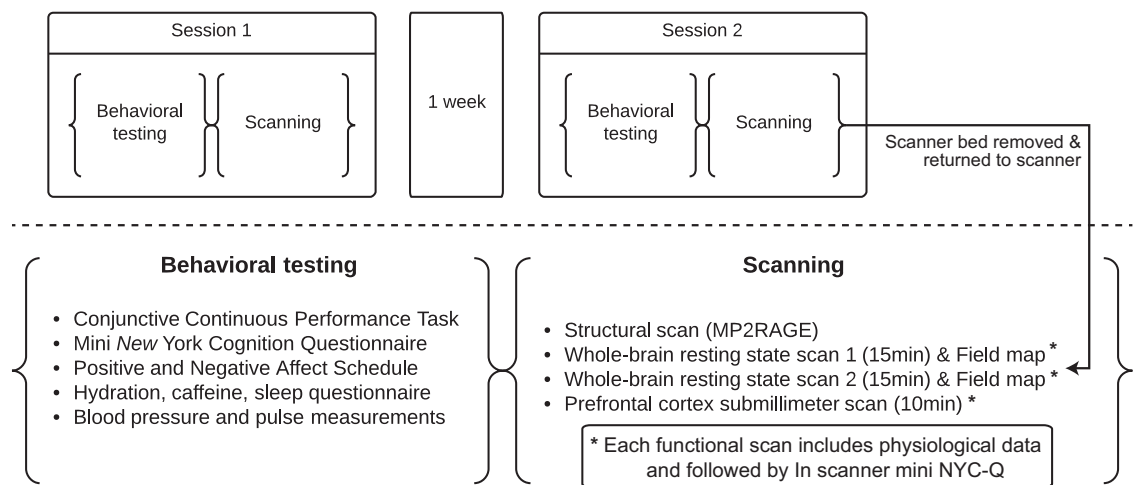 Session 1
Behavioral
testing
Scanning
1 week
Session 2
Behavioral
testing
Scanning
Scanner bed removed &
returned to scanner
Behavioral testing
• Conjunctive Continuous Performance Task
• Mini New York Cognition Questionnaire
• Positive and Negative Affect Schedule
• Hydration, caffeine, sleep questionnaire
• Blood pressure and pulse measurements
Scanning
• Structural scan (MP2RAGE)
• Whole-brain resting state scan 1 (15min) & Field map *
• Whole-brain resting state scan 2 (15min) & Field map *
• Prefrontal cortex submillimeter scan (10min) *
* Each functional scan includes physiological data
and followed by In scanner mini NYC-Q